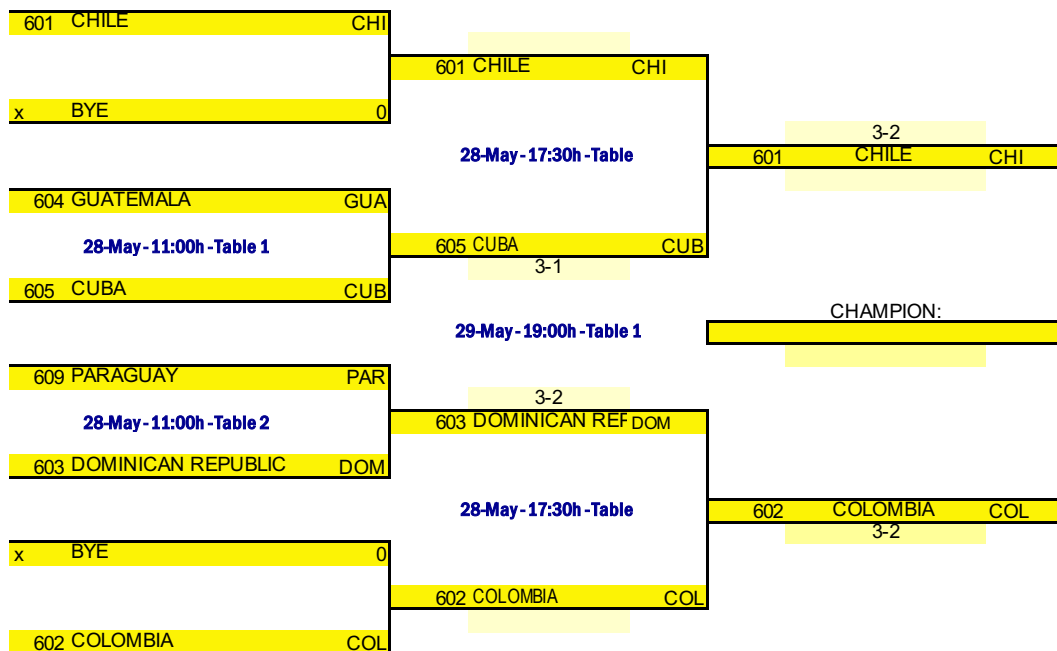 601 CHILE CHI
x BYE 0
604 GUATEMALA GUA
28-May - 11:00h - Table 1
605 CUBA CUB
609 PARAGUAY PAR
28-May - 11:00h - Table 2
603 DOMINICAN REPUBLIC DOM
x BYE 0
602 COLOMBIA COL
601 CHILE CHI
28-May - 17:30h - Table
605 CUBA CUB
3-1
29-May - 19:00h - Table 1
3-2
603 DOMINICAN REF DOM
28-May - 17:30h - Table
602 COLOMBIA COL
3-2
601 CHILE CHI
CHAMPION:
602 COLOMBIA COL
3-2